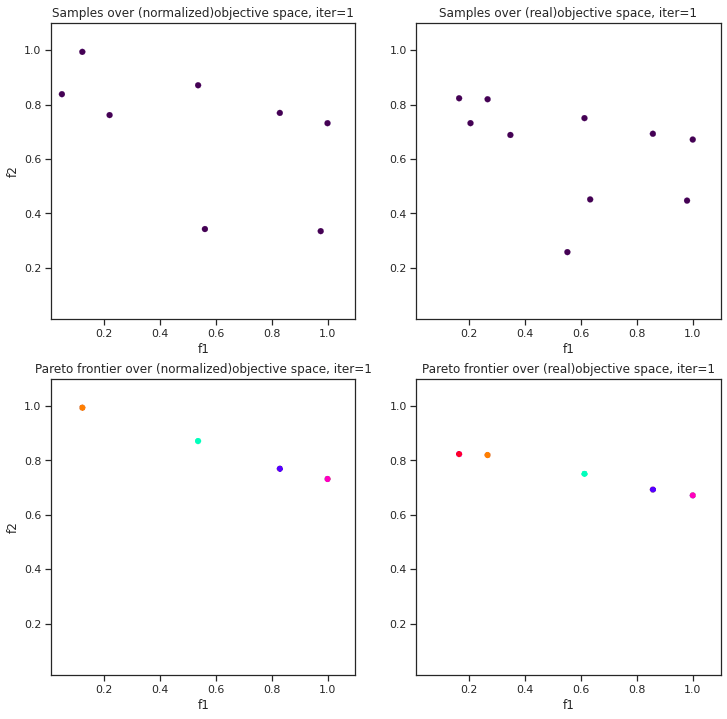 Samples over (normalized)objective space, iter=1
1.0
0.8
0.6
0.4
0.2
f2
0.2 0.4 0.6 0.8 1.0
f1
Samples over (real)objective space, iter=1
1.0
0.8
0.6
0.4
0.2
0.2 0.4 0.6 0.8 1.0
f1
Pareto frontier over (normalized)objective space, iter=1
1.0
0.8
0.6
0.4
0.2
f2
0.2 0.4 0.6 0.8 1.0
f1
Pareto frontier over (real)objective space, iter=1
1.0
0.8
0.6
0.4
0.2
0.2 0.4 0.6 0.8 1.0
f1